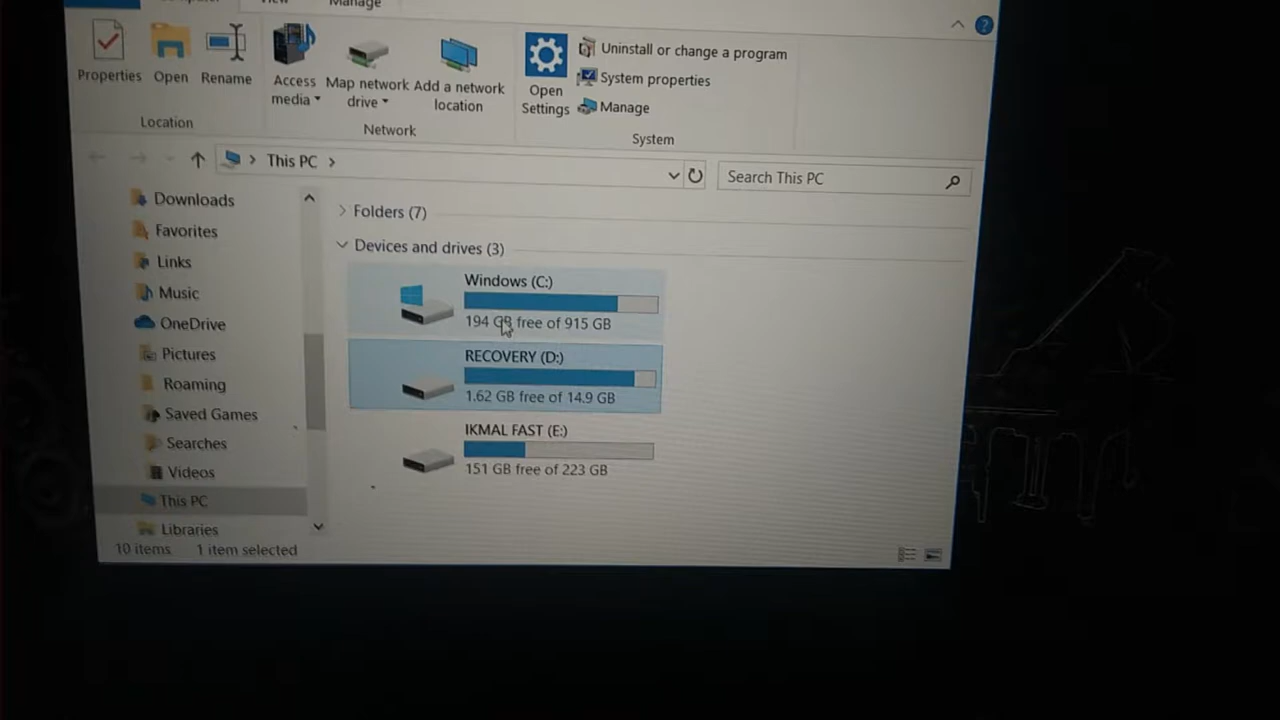 View
Manage
Properties
Open
Rename
Access media
Map network drive
Add a network location
Open Settings
Uninstall or change a program
System properties
Manage
Location
Network
System
This PC
Search This PC
Downloads
Favorites
Links
Music
OneDrive
Pictures
Roaming
Saved Games
Searches
Videos
This PC
Libraries
Folders (7)
Devices and drives (3)
Windows (C:)
194 GB free of 915 GB
RECOVERY (D:)
1.62 GB free of 14.9 GB
IKMAL FAST (E:)
151 GB free of 223 GB
10 items
1 item selected